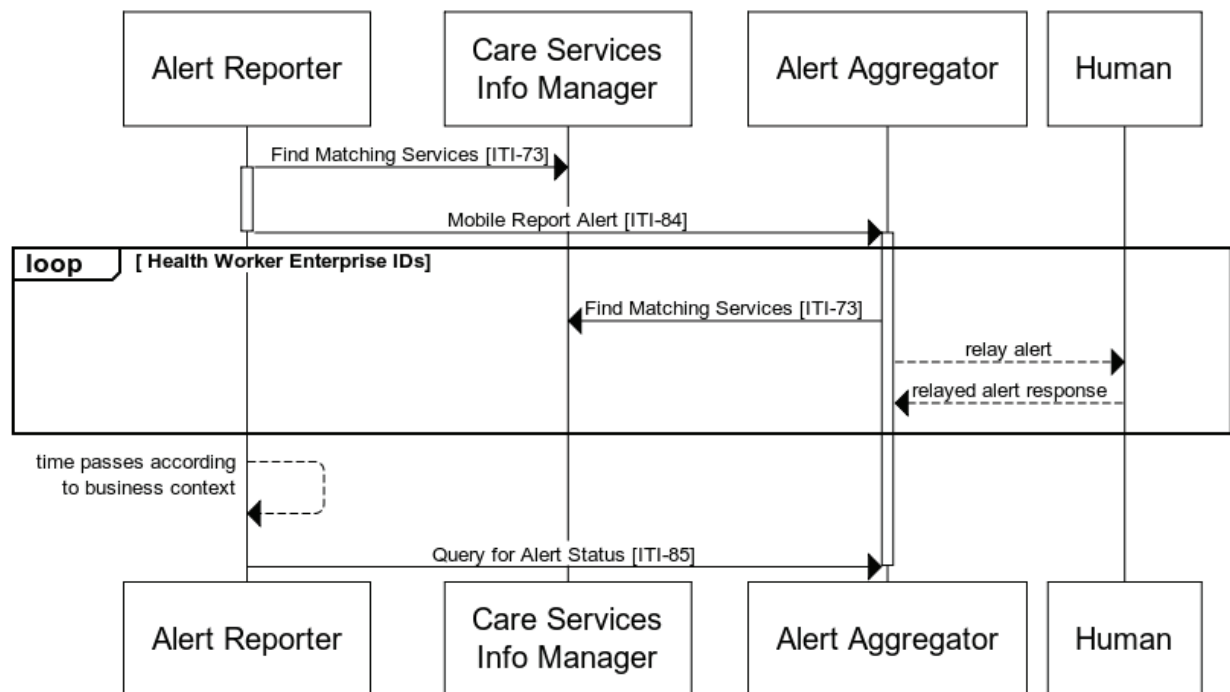 Alert Reporter
Care Services
Info Manager
Alert Aggregator
Human
Find Matching Services [ITI-73]
Mobile Report Alert [ITI-84]
loop
[ Health Worker Enterprise IDs]
Find Matching Services [ITI-73]
relay alert
relayed alert response
time passes according
to business context
Query for Alert Status [ITI-85]
Alert Reporter
Care Services
Info Manager
Alert Aggregator
Human